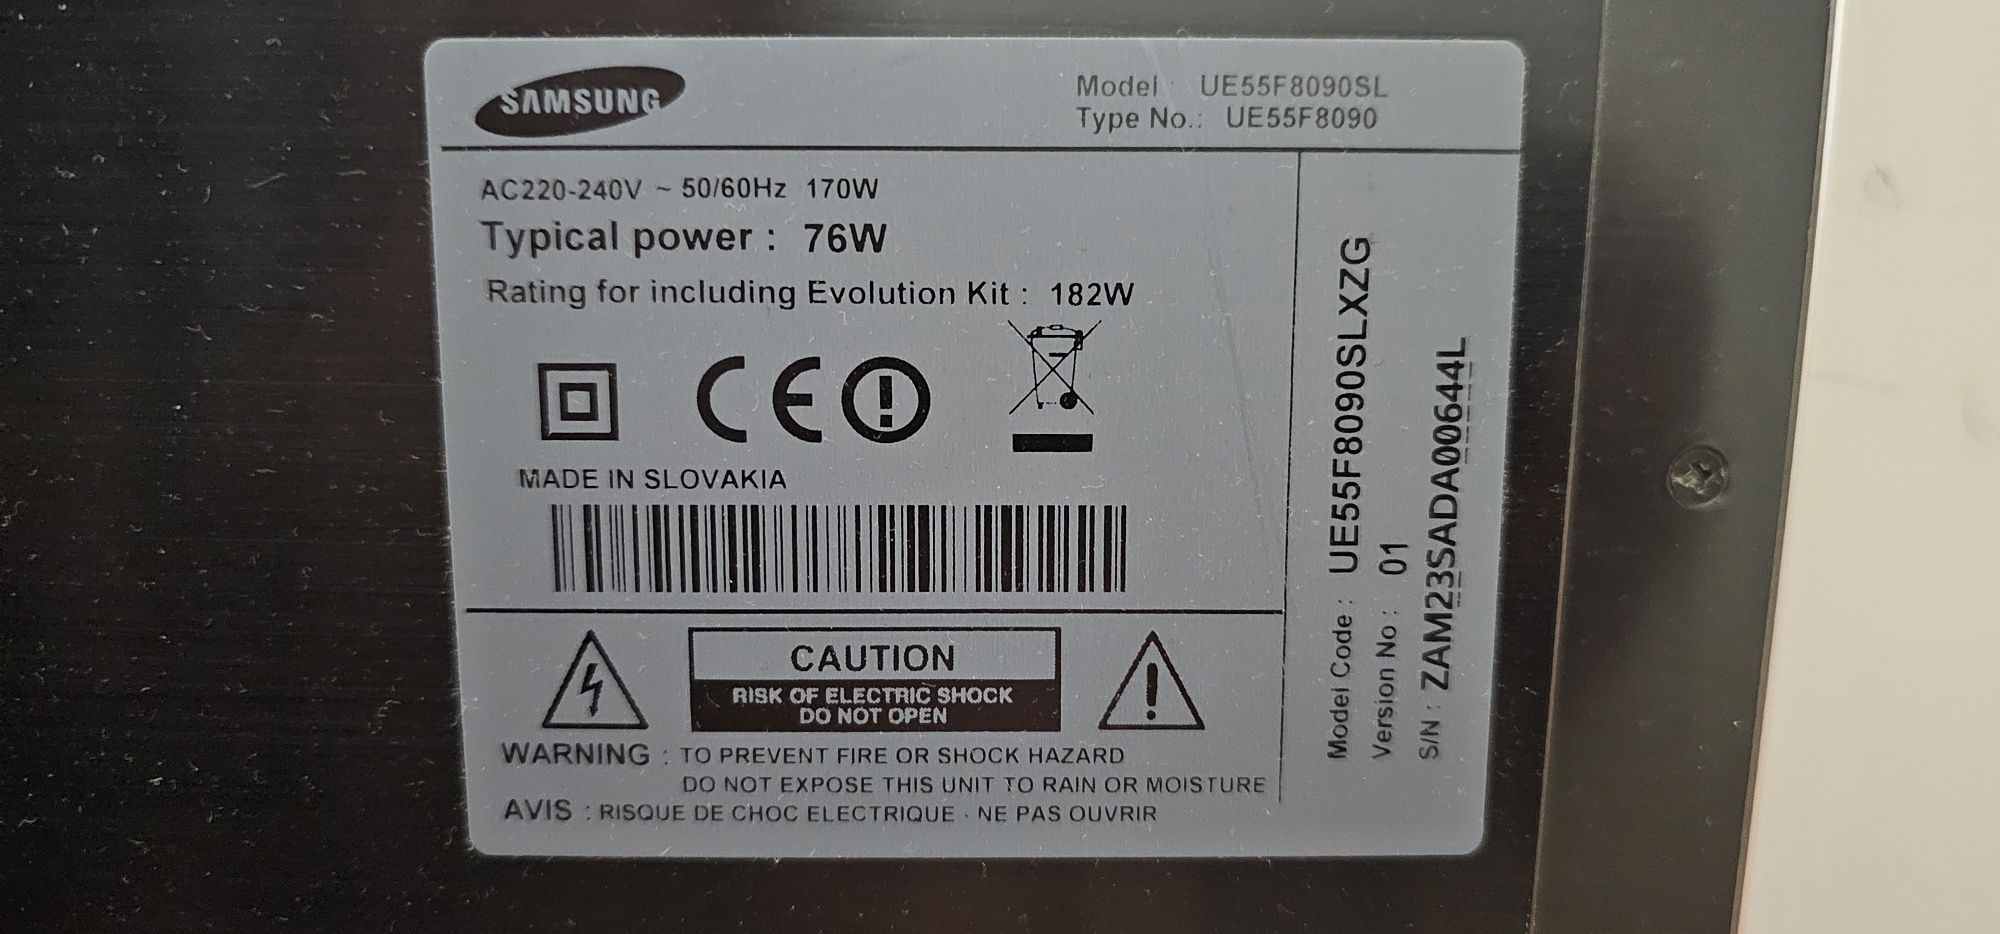 SAMSUNG
Model : UE55F8090SL
Type No.: UE55F8090
AC220-240V ~ 50/60Hz 170W
Typical power : 76W
Rating for including Evolution Kit : 182W
CE
MADE IN SLOVAKIA
CAUTION
RISK OF ELECTRIC SHOCK
DO NOT OPEN
WARNING : TO PREVENT FIRE OR SHOCK HAZARD
DO NOT EXPOSE THIS UNIT TO RAIN OR MOISTURE
AVIS : RISQUE DE CHOC ELECTRIQUE · NE PAS OUVRIR
Model Code : UE55F8090SLXZG
Version No : 01
S/N : ZAM23SADA00644L